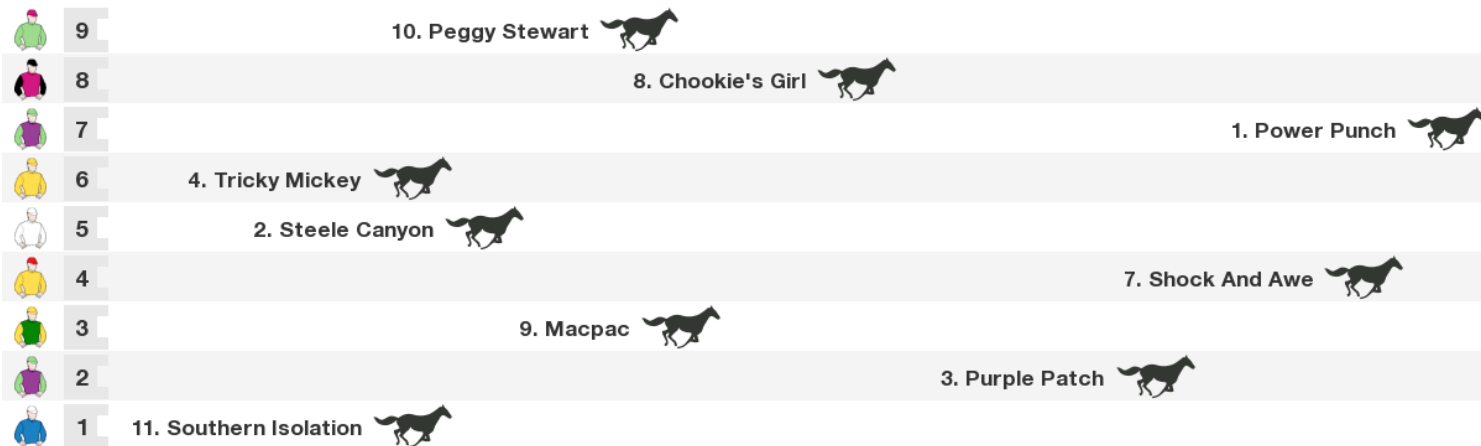 9 10. Peggy Stewart
8 8. Chookie's Girl
7 1. Power Punch
6 4. Tricky Mickey
5 2. Steele Canyon
4 7. Shock And Awe
3 9. Macpac
2 3. Purple Patch
1 11. Southern Isolation